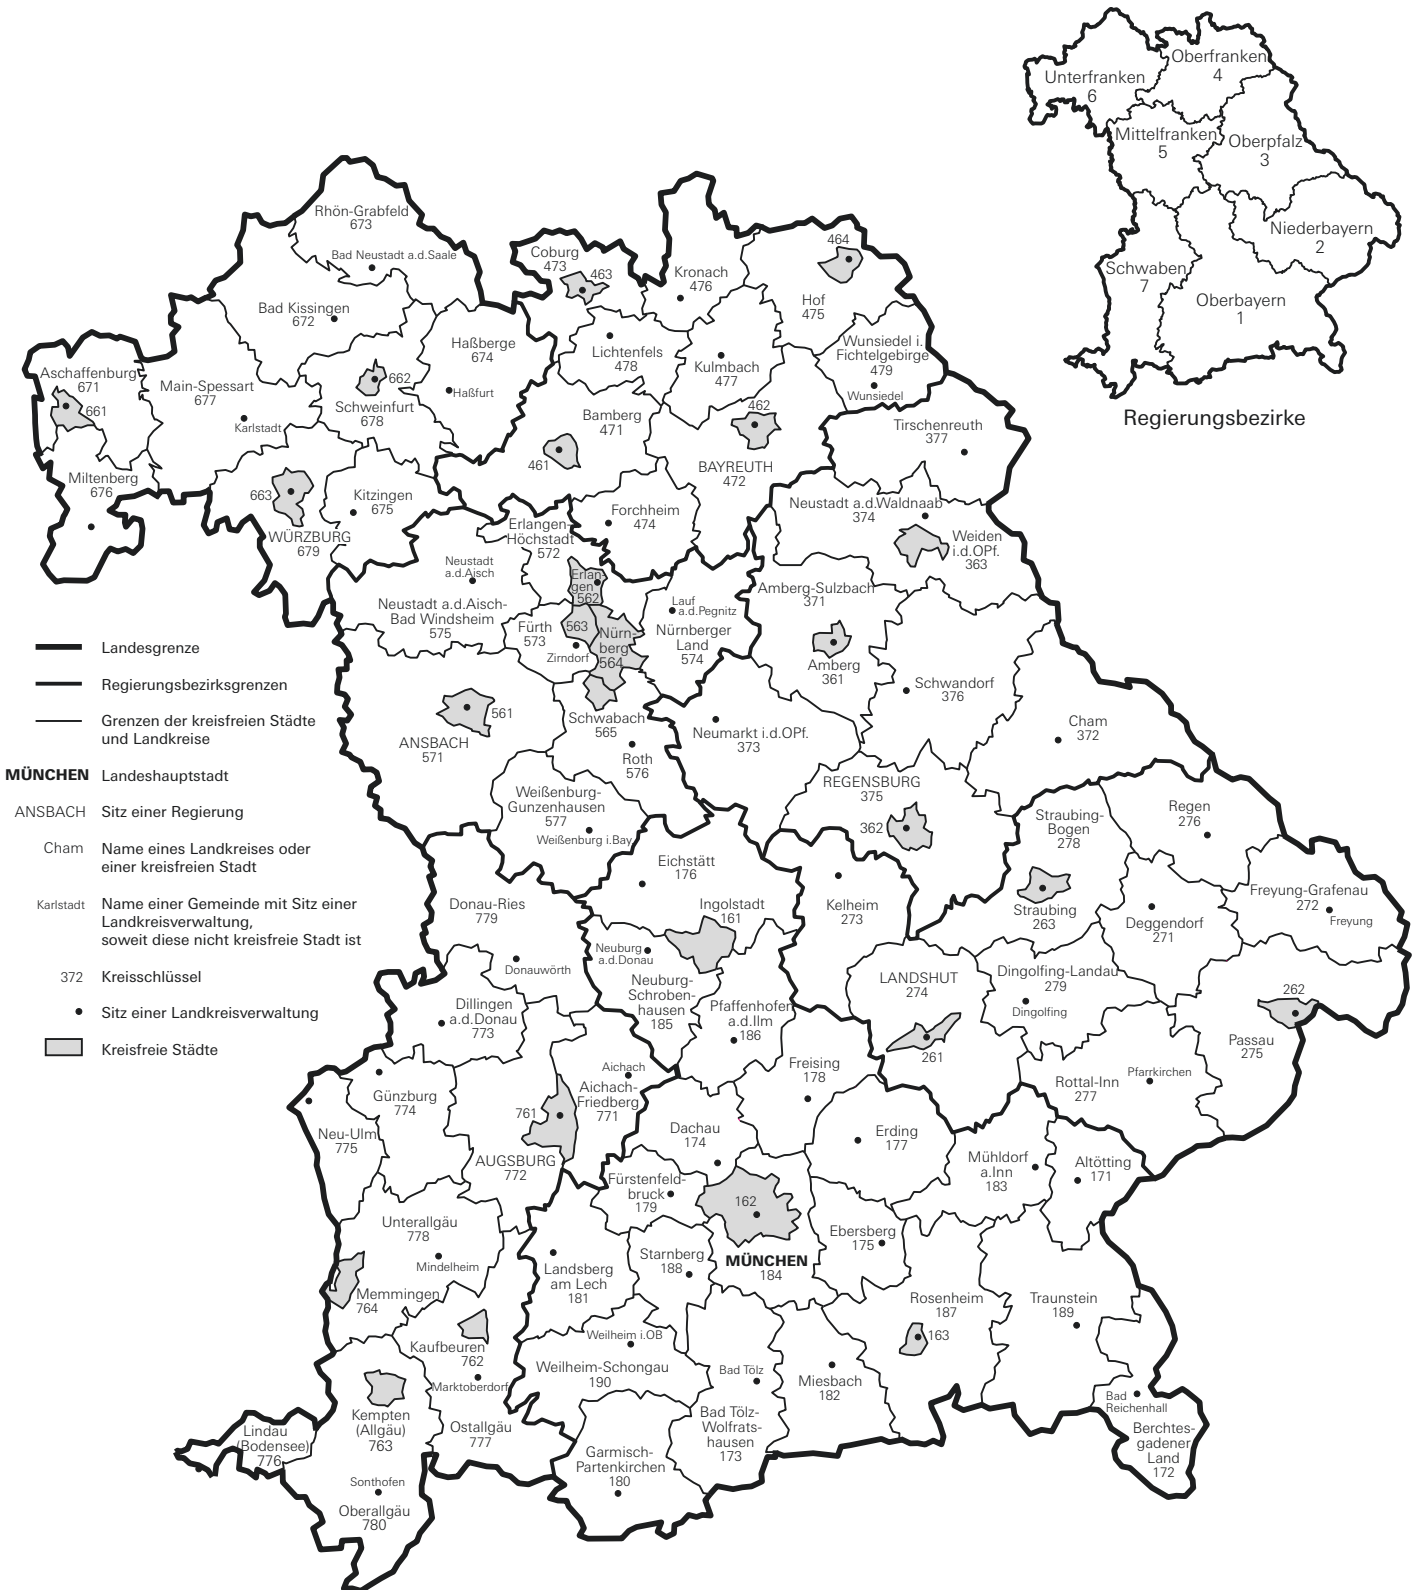 Unterfranken
6
Oberfranken
4
Mittelfranken
5
Oberpfalz
3
Niederbayern
2
Schwaben
7
Oberbayern
1
Regierungsbezirke
Rhön-Grabfeld
673
Bad Neustadt a.d.Saale
Bad Kissingen
672
Haßberge
674
Haßfurt
Aschaffenburg
671
661
Main-Spessart
677
Karlstadt
662
Schweinfurt
678
Miltenberg
676
663
WÜRZBURG
679
Kitzingen
675
Coburg
473
463
Kronach
476
464
Hof
475
Lichtenfels
478
Kulmbach
477
Wunsiedel i.
Fichtelgebirge
479
Wunsiedel
Bamberg
471
461
462
BAYREUTH
472
Forchheim
474
Tirschenreuth
377
Neustadt a.d.Waldnaab
374
Weiden
i.d.OPf.
363
Amberg-Sulzbach
371
Amberg
361
Schwandorf
376
Cham
372
Neumarkt i.d.OPf.
373
REGENSBURG
375
362
Erlangen-
Höchstadt
572
Erlan-
gen
562
Neustadt
a.d.Aisch
Neustadt a.d.Aisch-
Bad Windsheim
575
Fürth
573
563
Zirndorf
Nürn-
berg
564
Lauf
a.d.Pegnitz
Nürnberger
Land
574
561
ANSBACH
571
Schwabach
565
Roth
576
Weißenburg-
Gunzenhausen
577
Weißenburg i.Bay.
Landesgrenze
Regierungsbezirksgrenzen
Grenzen der kreisfreien Städte
und Landkreise
MÜNCHEN Landeshauptstadt
ANSBACH Sitz einer Regierung
Cham Name eines Landkreises oder
einer kreisfreien Stadt
Karlstadt Name einer Gemeinde mit Sitz einer
Landkreisverwaltung,
soweit diese nicht kreisfreie Stadt ist
372 Kreisschlüssel
Sitz einer Landkreisverwaltung
Kreisfreie Städte
Regen
276
Straubing-
Bogen
278
Straubing
263
Deggendorf
271
Freyung-Grafenau
272
Freyung
Kelheim
273
LANDSHUT
274
261
Dingolfing-Landau
279
Dingolfing
262
Passau
275
Rottal-Inn
277
Pfarrkirchen
Eichstätt
176
Ingolstadt
161
Neuburg
a.d.Donau
Neuburg-
Schroben-
hausen
185
Pfaffenhofen
a.d.Ilm
186
Freising
178
Erding
177
Dachau
174
Fürstenfeld-
bruck
179
162
MÜNCHEN
184
Ebersberg
175
Mühldorf
a.Inn
183
Altötting
171
Landsberg
am Lech
181
Starnberg
188
Weilheim i.OB
Weilheim-Schongau
190
Bad Tölz
Bad Tölz-
Wolfrats-
hausen
173
Garmisch-
Partenkirchen
180
Miesbach
182
Rosenheim
187
163
Traunstein
189
Bad
Reichenhall
Berchtes-
gadener
Land
172
Donau-Ries
779
Donauwörth
Dillingen
a.d.Donau
773
Günzburg
774
Neu-Ulm
775
Aichach
Aichach-
Friedberg
771
761
AUGSBURG
772
Unterallgäu
778
Mindelheim
Memmingen
764
Kaufbeuren
762
Marktoberdorf
Ostallgäu
777
Kempten
(Allgäu)
763
Sonthofen
Oberallgäu
780
Lindau
(Bodensee)
776